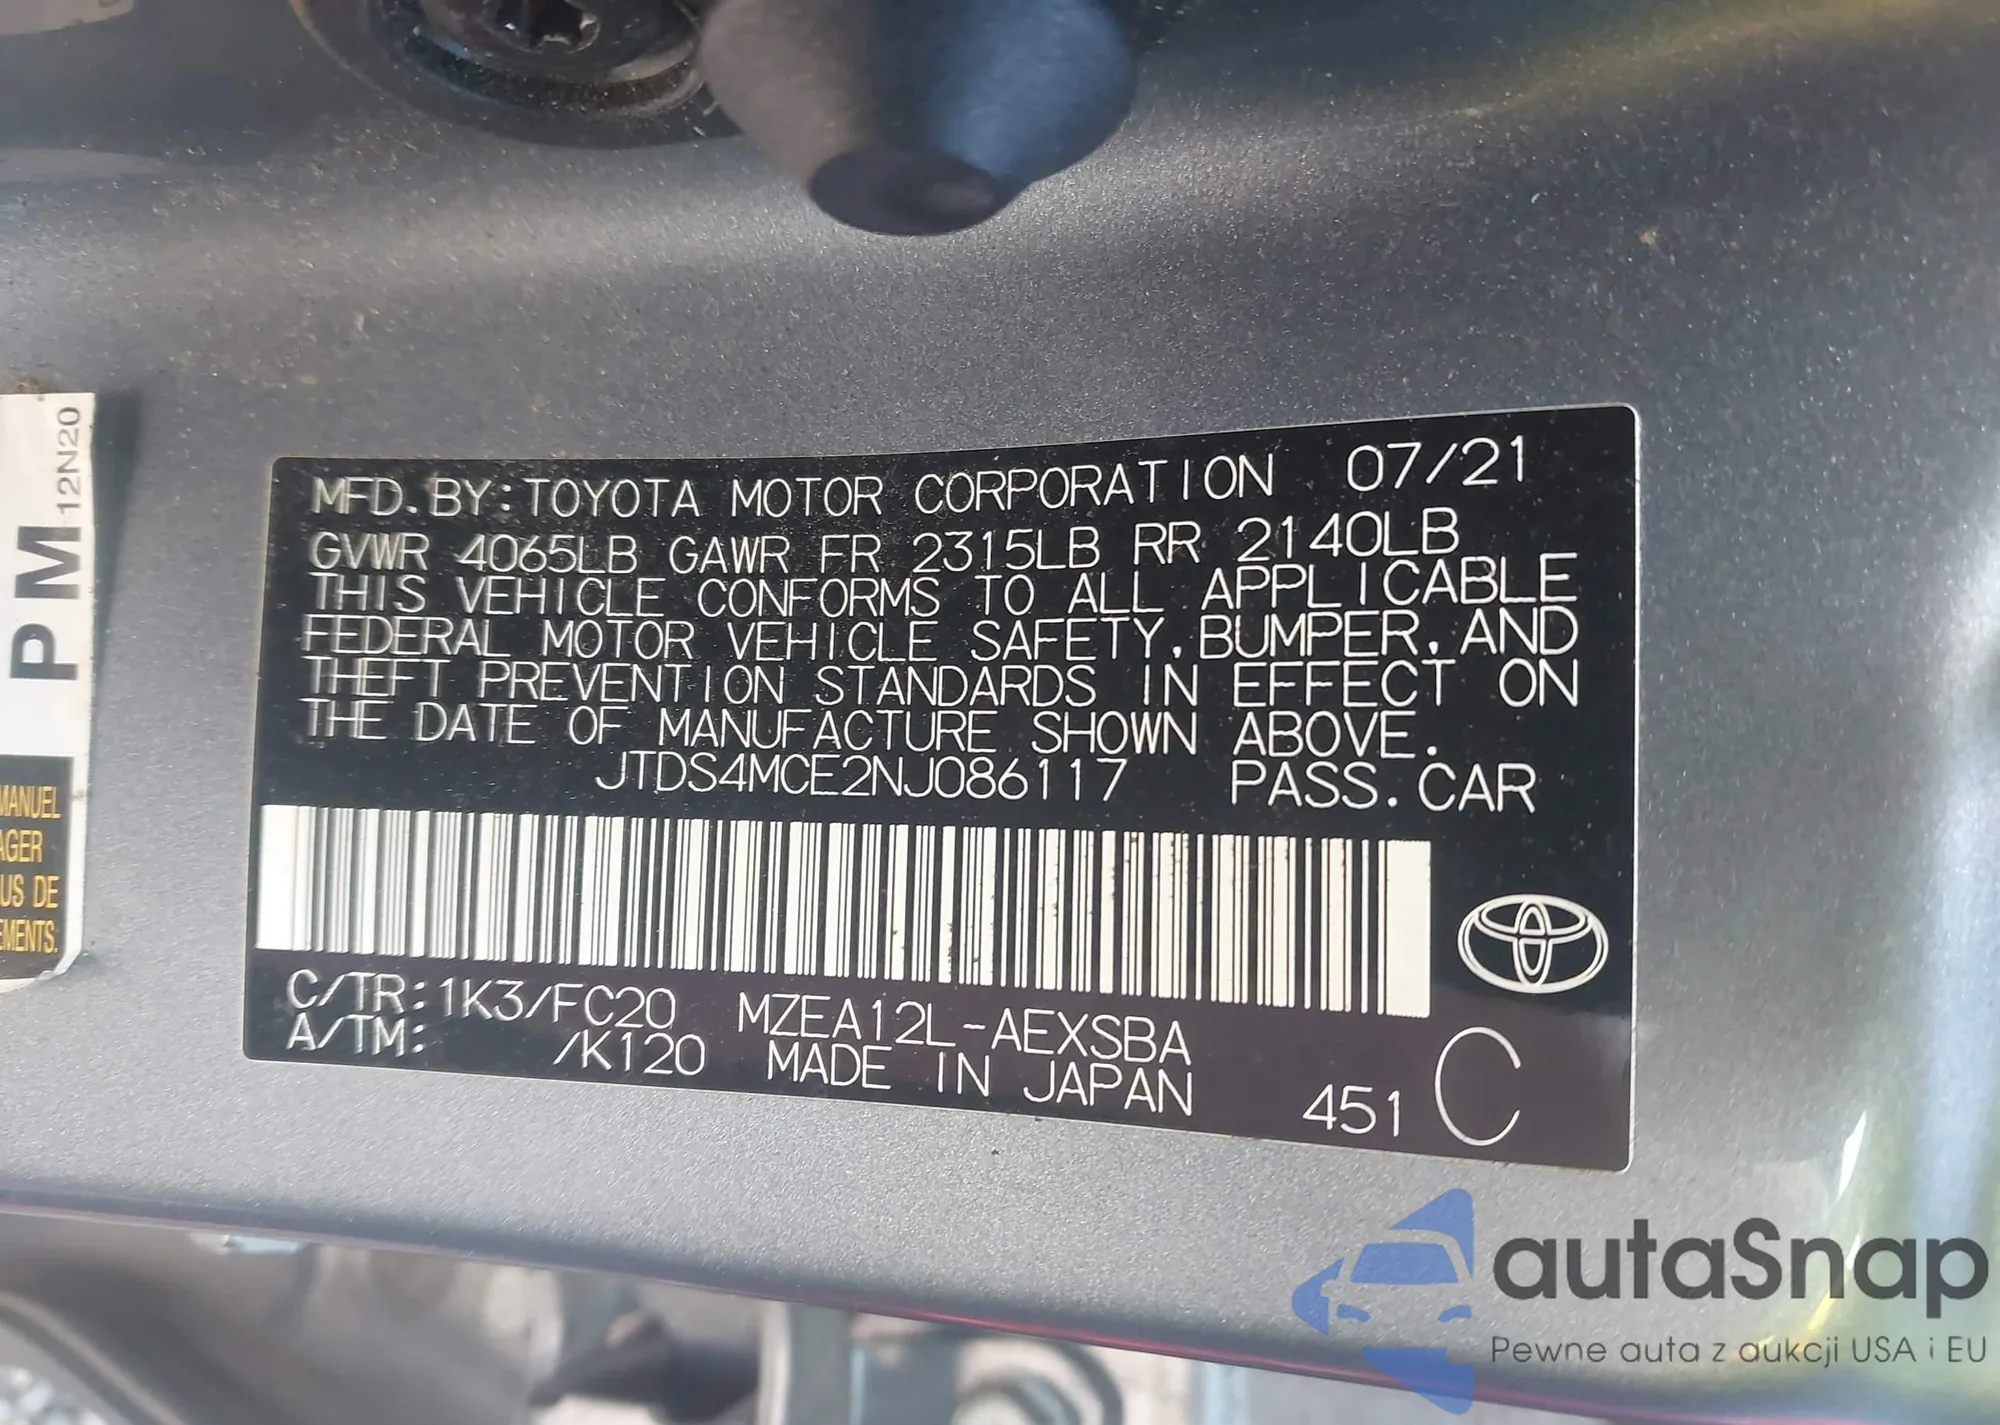 MFD.BY:TOYOTA MOTOR CORPORATION 07/21
GVWR 4065LB GAWR FR 2315LB RR 2140LB
THIS VEHICLE CONFORMS TO ALL APPLICABLE
FEDERAL MOTOR VEHICLE SAFETY, BUMPER, AND
THEFT PREVENTION STANDARDS IN EFFECT ON
THE DATE OF MANUFACTURE SHOWN ABOVE.
JTDS4MCE2NJ086117 PASS.CAR
C/TR:1K3/FC20 MZEA12L-AEXSBA
A/TM: /K120 MADE IN JAPAN 451 C
PM 12N20
MANUEL
US DE
autaSnap
Pewne auta z aukcji USA i EU